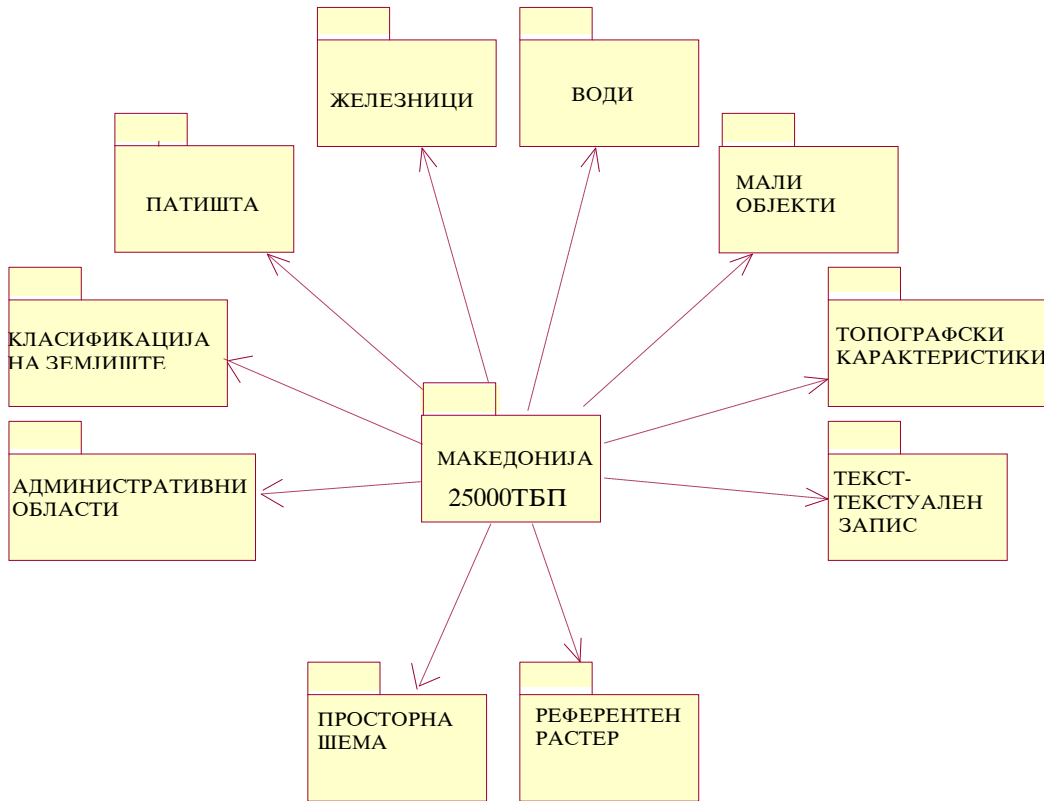 ЖЕЛЕЗНИЦИ
ВОДИ
ПАТИШТА
МАЛИ
ОБЈЕКТИ
КЛАСИФИКАЦИЈА
НА ЗЕМЈИШТЕ
ТОПОГРАФСКИ
КАРАКТЕРИСТИКИ
МАКЕДОНИЈА
25000ТБП
АДМИНИСТРАТИВНИ
ОБЛАСТИ
ТЕКСТ-
ТЕКСТУАЛЕН
ЗАПИС
ПРОСТОРНА
ШЕМА
РЕФЕРЕНТЕН
РАСТЕР